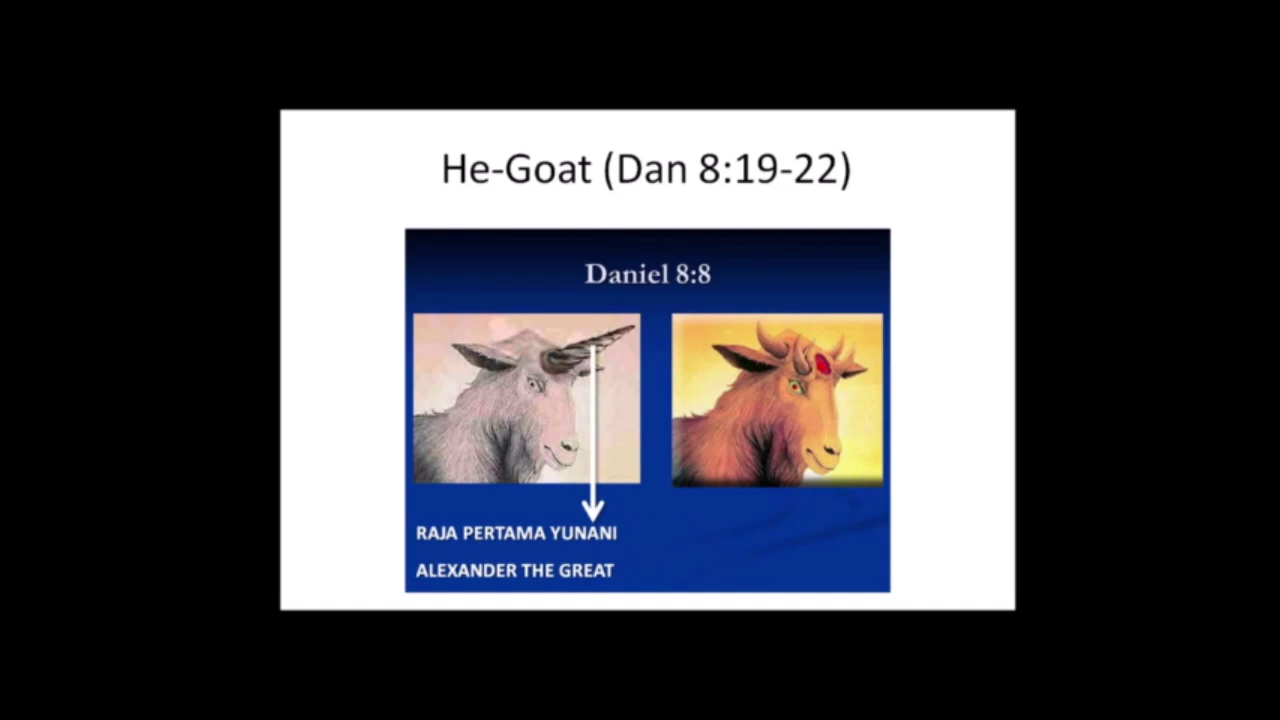 He-Goat (Dan 8:19-22)
Daniel 8:8
RAJA PERTAMA YUNANI
ALEXANDER THE GREAT